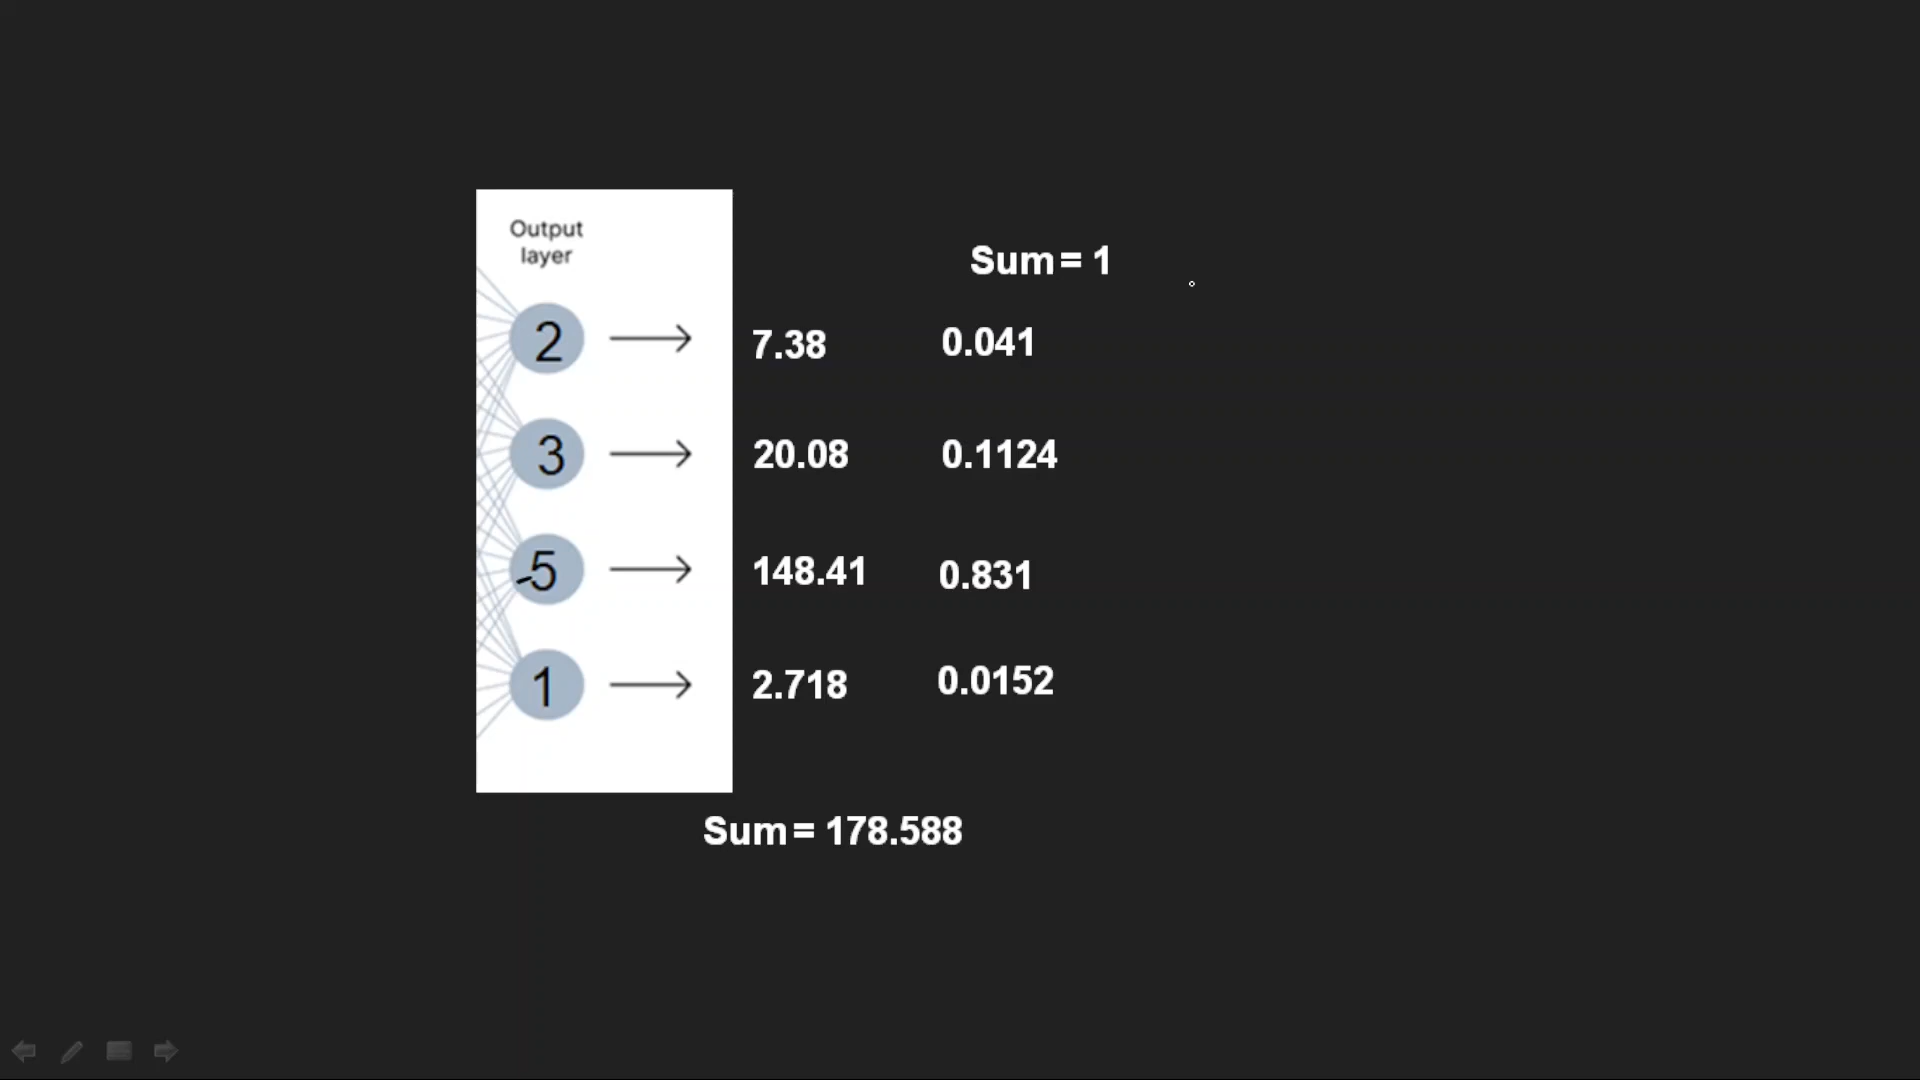 Output
layer
Sum = 1
2 7.38 0.041
3 20.08 0.1124
-5 148.41 0.831
1 2.718 0.0152
Sum = 178.588